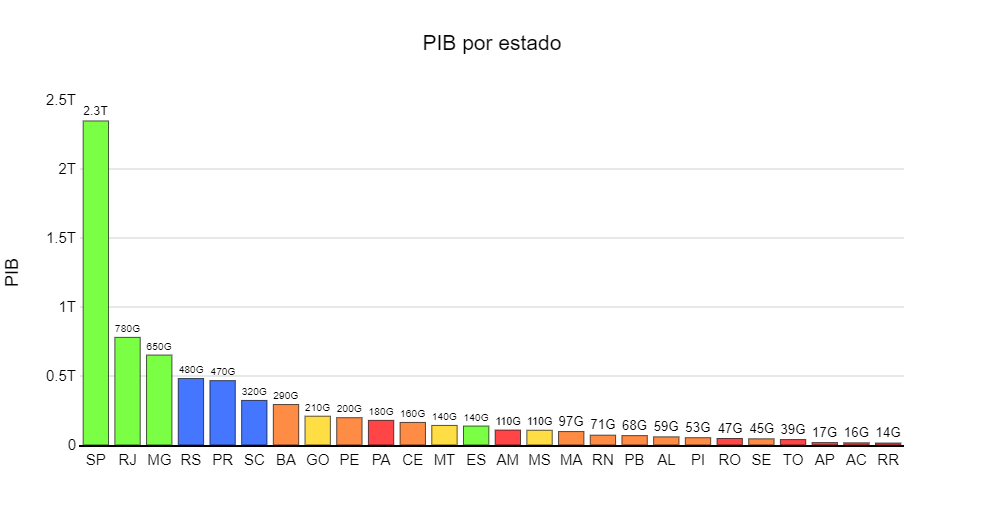 PIB por estado
PIB
2.5T
2T
1.5T
1T
0.5T
0
2.3T 780G 650G 480G 470G 320G 290G 210G 200G 180G 160G 140G 140G 110G 110G 97G 71G 68G 59G 53G 47G 45G 39G 17G 16G 14G
SP RJ MG RS PR SC BA GO PE PA CE MT ES AM MS MA RN PB AL PI RO SE TO AP AC RR